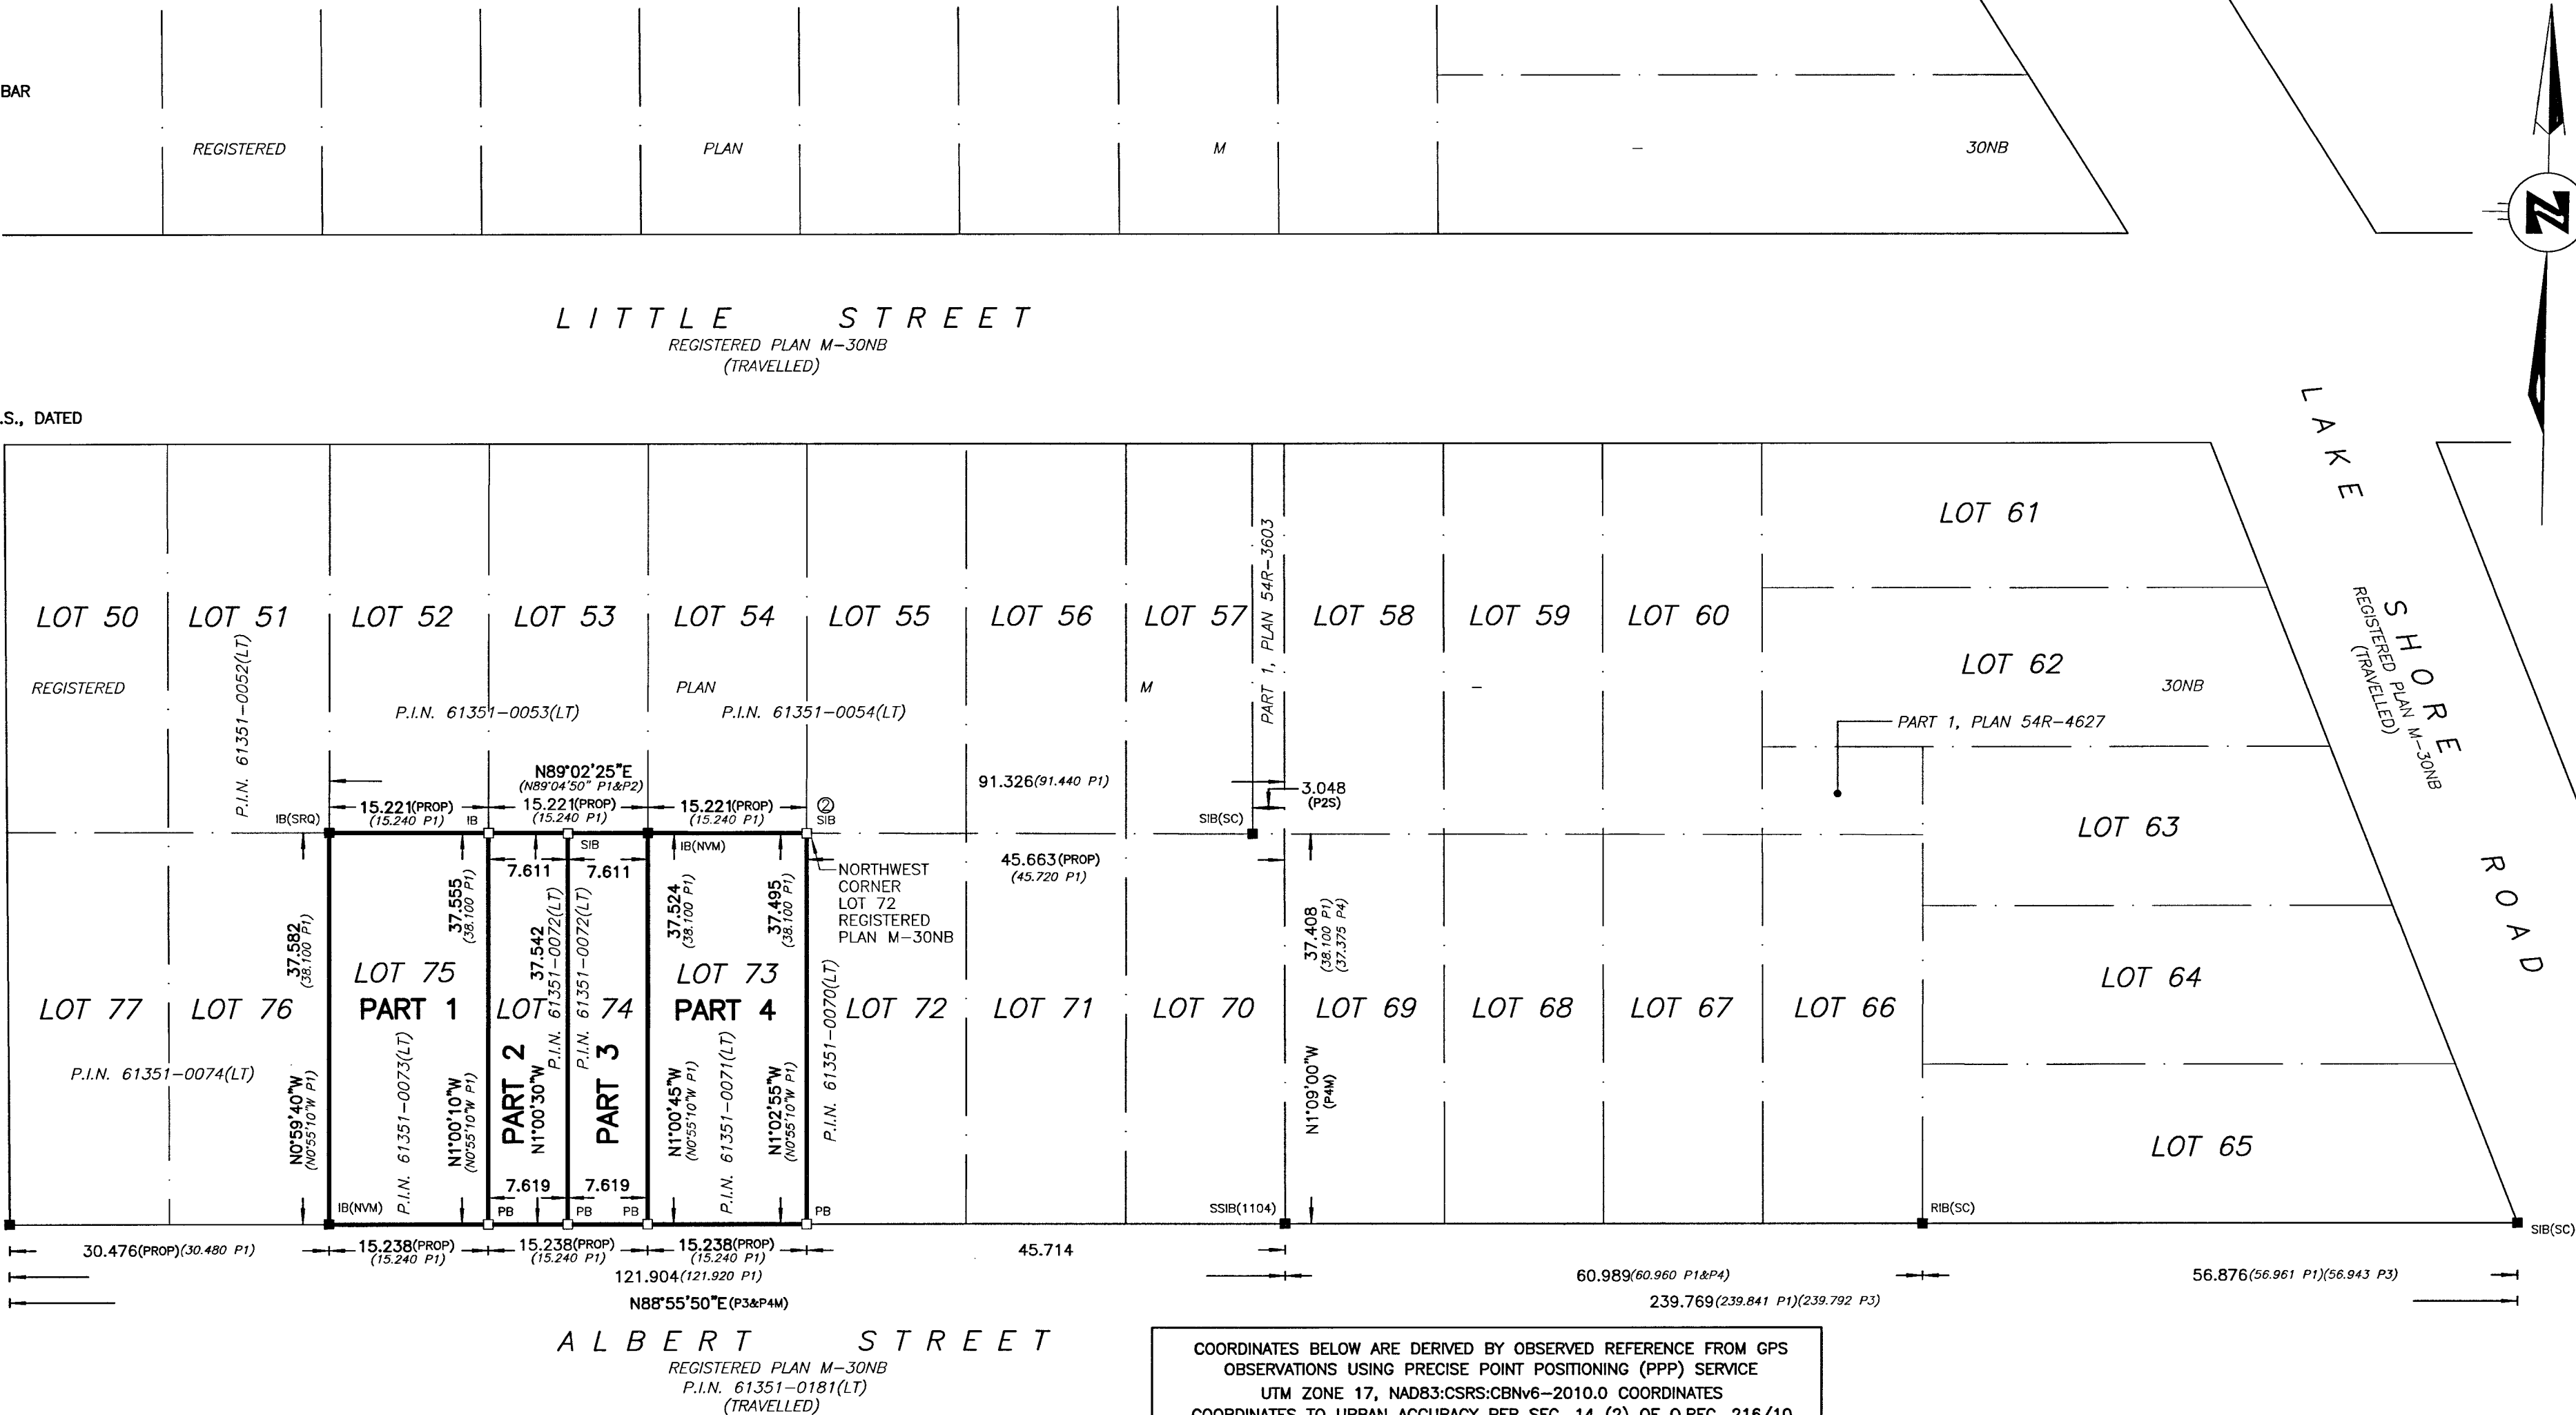 BAR
REGISTERED PLAN M - 30NB
LITTLE STREET
REGISTERED PLAN M-30NB
(TRAVELLED)
.S., DATED
LAKE SHORE ROAD
REGISTERED PLAN M-30NB
(TRAVELLED)
LOT 61
PART 1, PLAN 54R-3603
LOT 50 LOT 51 LOT 52 LOT 53 LOT 54 LOT 55 LOT 56 LOT 57 LOT 58 LOT 59 LOT 60
LOT 62
REGISTERED PLAN M - 30NB
P.I.N. 61351-0052(LT)
P.I.N. 61351-0053(LT)
P.I.N. 61351-0054(LT)
PART 1, PLAN 54R-4627
N89°02'25"E
(N89°04'50" P1&P2)
91.326(91.440 P1)
3.048
(P2S)
15.221(PROP)
(15.240 P1)
15.221(PROP)
(15.240 P1)
15.221(PROP)
(15.240 P1)
②
IB(SRQ)
IB
SIB
SIB(SC)
LOT 63
SIB
IB(NVM)
7.611
7.611
45.663(PROP)
(45.720 P1)
NORTHWEST
CORNER
LOT 72
REGISTERED
PLAN M-30NB
37.582
(38.100 P1)
37.555
(38.100 P1)
37.542
P.I.N. 61351-0072(LT)
P.I.N. 61351-0072(LT)
37.524
(38.100 P1)
37.495
(38.100 P1)
37.408
(38.100 P1)
(37.375 P4)
LOT 75
PART 1
LOT 73
PART 4
LOT 64
LOT 77 LOT 76 LOT 74 LOT 72 LOT 71 LOT 70 LOT 69 LOT 68 LOT 67 LOT 66
P.I.N. 61351-0074(LT)
N0°59'40"W
(N0°55'10"W P1)
P.I.N. 61351-0073(LT)
N1°00'10"W
(N0°55'10"W P1)
PART 2
N1°00'30"W
PART 3
N1°00'45"W
(N0°55'10"W P1)
P.I.N. 61351-0071(LT)
N1°02'55"W
(N0°55'10"W P1)
P.I.N. 61351-0070(LT)
N1°09'00"W
(P4M)
LOT 65
7.619
7.619
IB(NVM)
PB
PB
PB
PB
SSIB(1104)
RIB(SC)
SIB(SC)
30.476(PROP)(30.480 P1)
15.238(PROP)
(15.240 P1)
15.238(PROP)
(15.240 P1)
15.238(PROP)
(15.240 P1)
45.714
121.904(121.920 P1)
60.989(60.960 P1&P4)
56.876(56.961 P1)(56.943 P3)
N88°55'50"E(P3&P4M)
239.769(239.841 P1)(239.792 P3)
ALBERT STREET
REGISTERED PLAN M-30NB
P.I.N. 61351-0181(LT)
(TRAVELLED)
COORDINATES BELOW ARE DERIVED BY OBSERVED REFERENCE FROM GPS
OBSERVATIONS USING PRECISE POINT POSITIONING (PPP) SERVICE
UTM ZONE 17, NAD83:CSRS:CBNv6-2010.0 COORDINATES
COORDINATES TO URBAN ACCURACY PER SEC. 14 (2) OF O.REG. 216/10